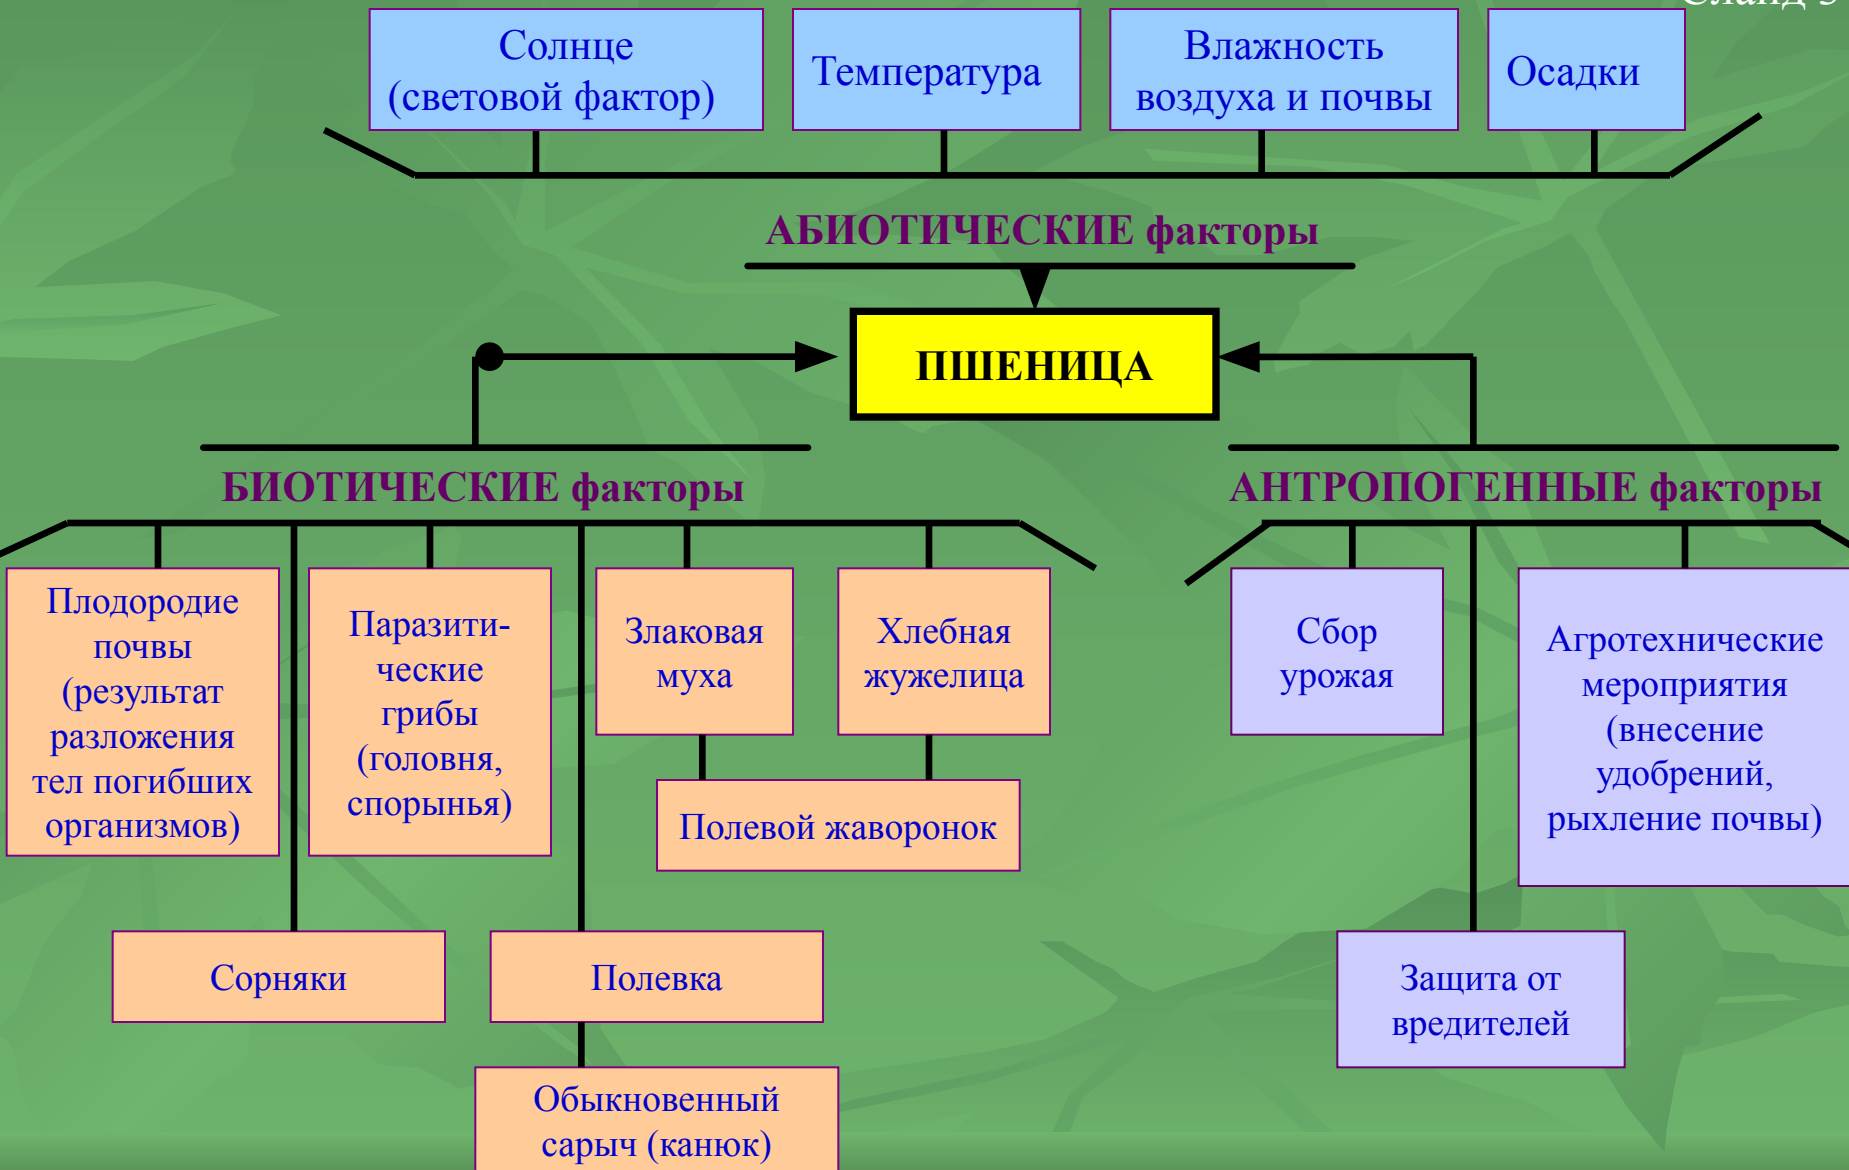 Солнце
(световой фактор)
Температура
Влажность
воздуха и почвы
Осадки
АБИОТИЧЕСКИЕ факторы
ПШЕНИЦА
БИОТИЧЕСКИЕ факторы
АНТРОПОГЕННЫЕ факторы
Плодородие
почвы
(результат
разложения
тел погибших
организмов)
Паразити-
ческие
грибы
(головня,
спорынья)
Злаковая
муха
Хлебная
жужелица
Полевой жаворонок
Сорняки
Полевка
Обыкновенный
сарыч (канюк)
Сбор
урожая
Агротехнические
мероприятия
(внесение
удобрений,
рыхление почвы)
Защита от
вредителей